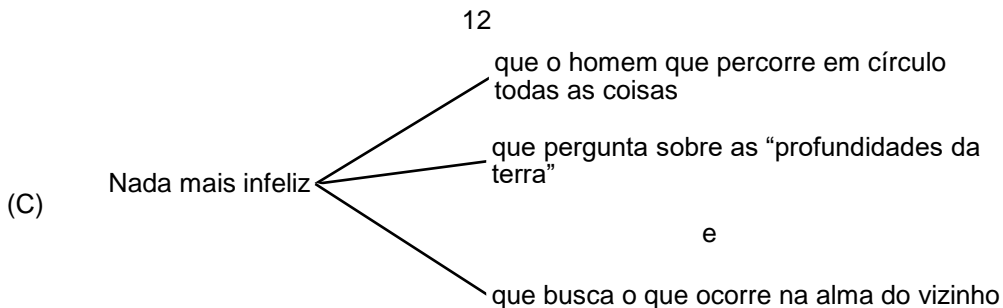 12
que o homem que percorre em círculo
todas as coisas
que pergunta sobre as “profundidades da
terra”
Nada mais infeliz
(C)
e
que busca o que ocorre na alma do vizinho